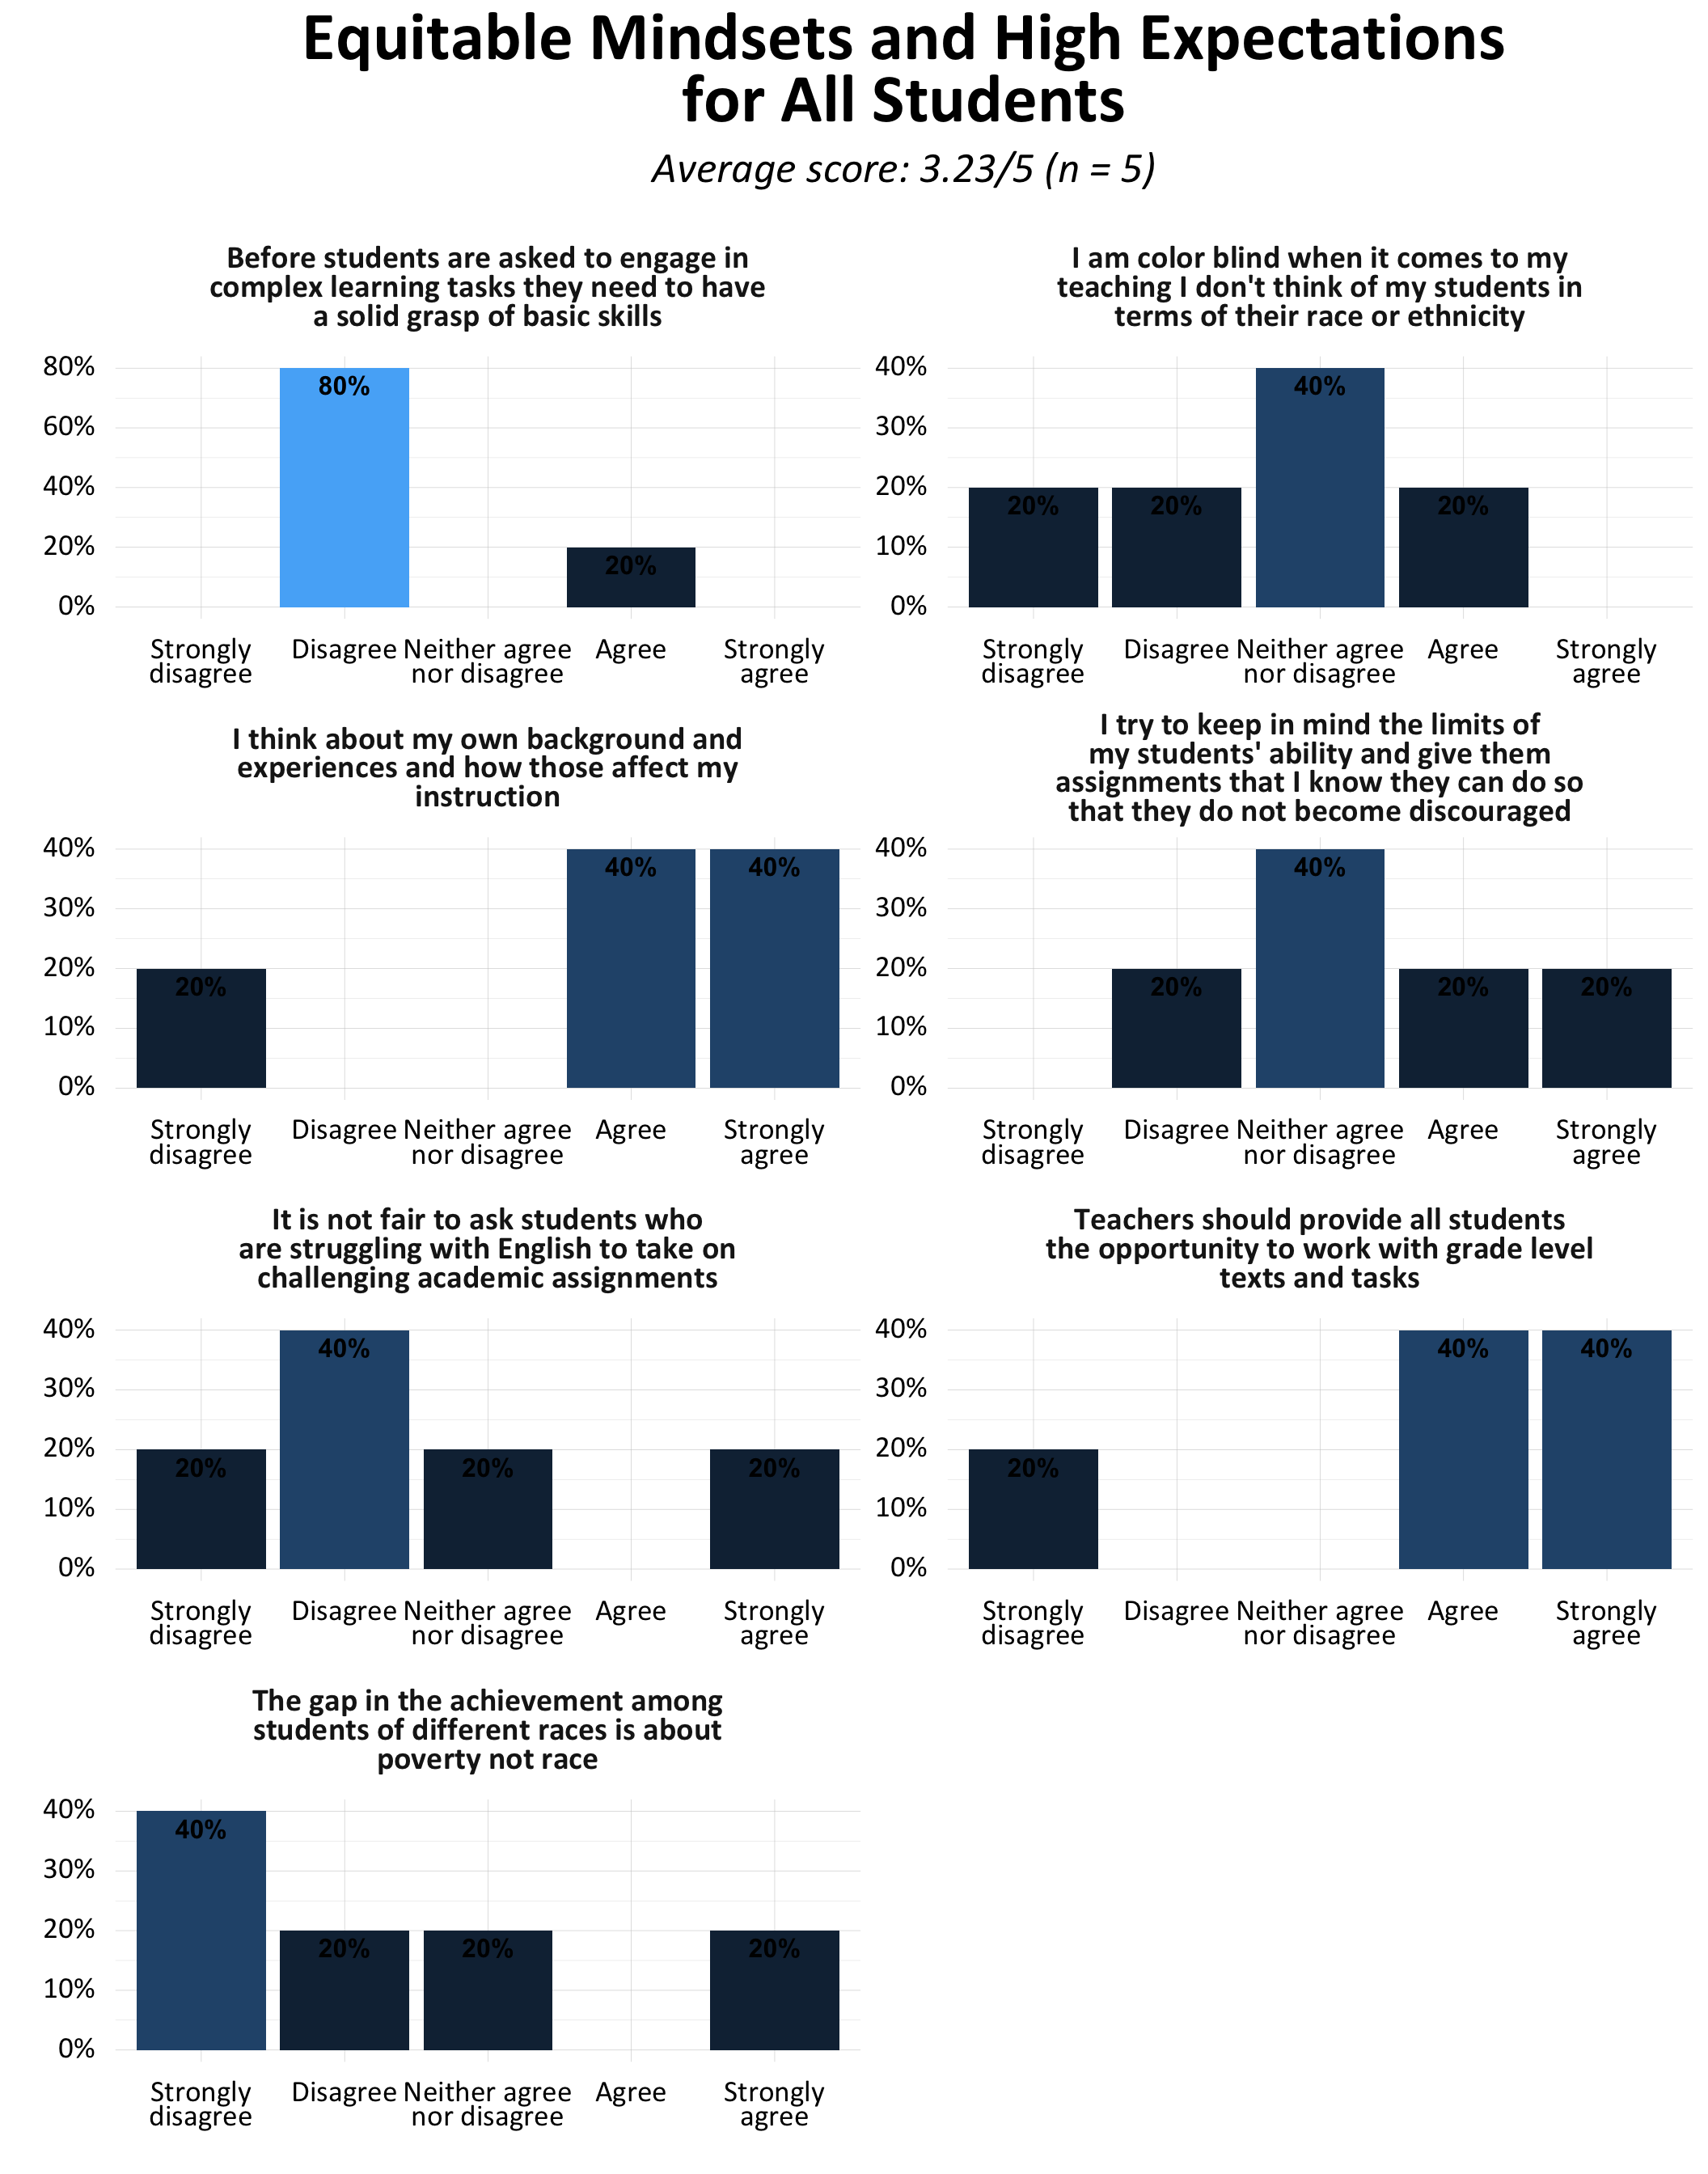 Equitable Mindsets and High Expectations
for All Students
Average score: 3.23/5 (n = 5)
Before students are asked to engage in
complex learning tasks they need to have
a solid grasp of basic skills
80%
60%
40%
20%
0%
80%
20%
Strongly
disagree
Disagree
Neither agree
nor disagree
Agree
Strongly
agree
I am color blind when it comes to my
teaching I don't think of my students in
terms of their race or ethnicity
40%
30%
20%
10%
0%
20%
20%
40%
20%
Strongly
disagree
Disagree
Neither agree
nor disagree
Agree
Strongly
agree
I think about my own background and
experiences and how those affect my
instruction
40%
30%
20%
10%
0%
20%
40%
40%
Strongly
disagree
Disagree
Neither agree
nor disagree
Agree
Strongly
agree
I try to keep in mind the limits of
my students' ability and give them
assignments that I know they can do so
that they do not become discouraged
40%
30%
20%
10%
0%
20%
40%
20%
20%
Strongly
disagree
Disagree
Neither agree
nor disagree
Agree
Strongly
agree
It is not fair to ask students who
are struggling with English to take on
challenging academic assignments
40%
30%
20%
10%
0%
20%
40%
20%
20%
Strongly
disagree
Disagree
Neither agree
nor disagree
Agree
Strongly
agree
Teachers should provide all students
the opportunity to work with grade level
texts and tasks
40%
30%
20%
10%
0%
20%
40%
40%
Strongly
disagree
Disagree
Neither agree
nor disagree
Agree
Strongly
agree
The gap in the achievement among
students of different races is about
poverty not race
40%
30%
20%
10%
0%
40%
20%
20%
20%
Strongly
disagree
Disagree
Neither agree
nor disagree
Agree
Strongly
agree